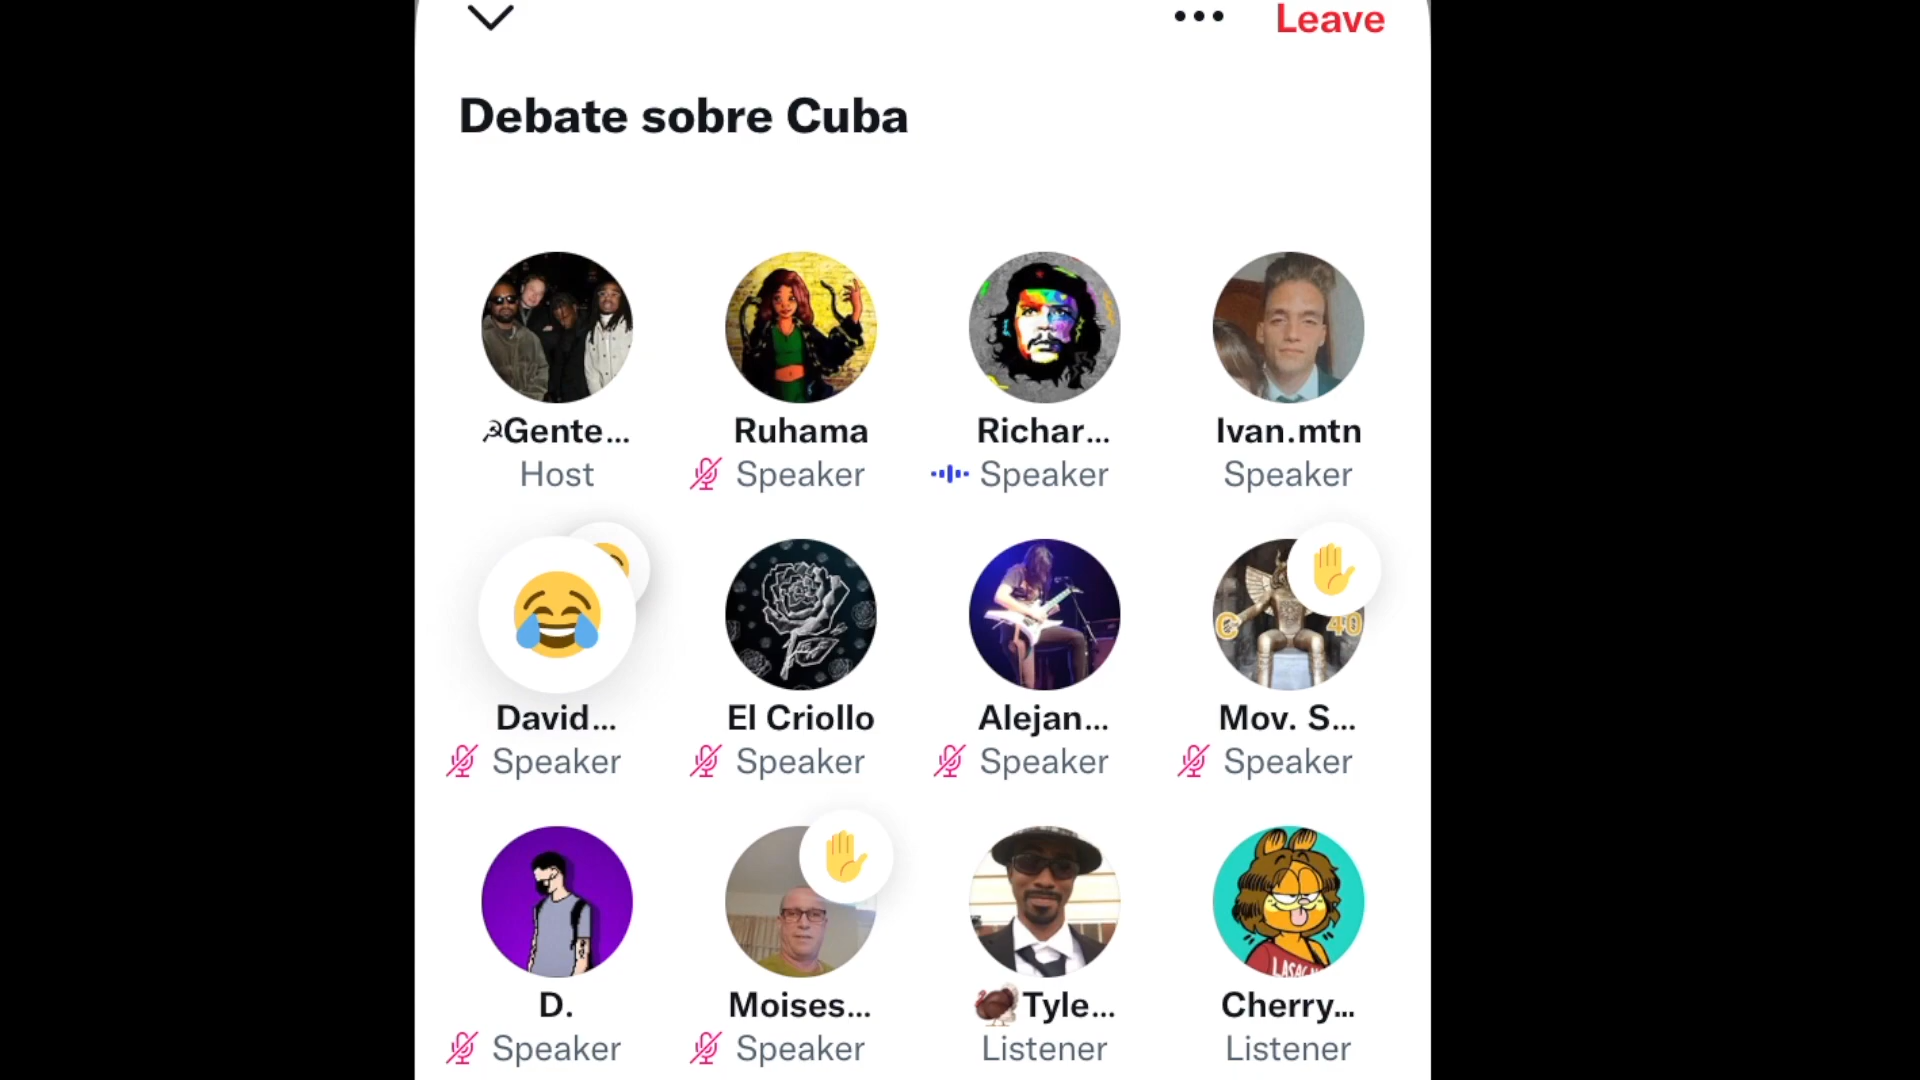 Leave
Debate sobre Cuba
☭Gente...
Ruhama
Richar...
Ivan.mtn
Host
Speaker
Speaker
Speaker
C 40
David...
El Criollo
Alejan...
Mov. S...
Speaker
Speaker
Speaker
Speaker
D.
Moises...
🦃Tyle...
Cherry...
Speaker
Speaker
Listener
Listener